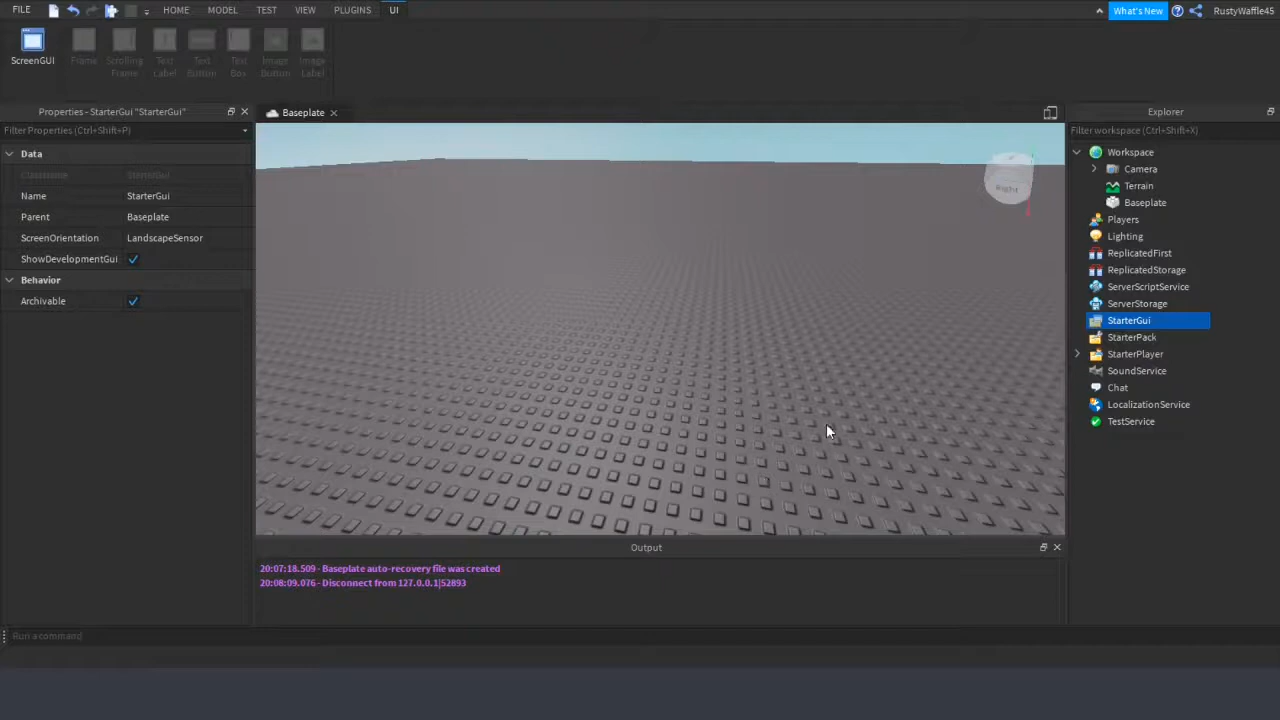 FILE
HOME
MODEL
TEST
VIEW
PLUGINS
UI
What's New
RustyWaffle45
ScreenGUI
Frame
Scrolling
Frame
Text
Label
Text
Button
Text
Box
Image
Button
Image
Label
Properties - StarterGui "StarterGui"
Filter Properties (Ctrl+Shift+P)
Data
ClassName StarterGui
Name StarterGui
Parent Baseplate
ScreenOrientation LandscapeSensor
ShowDevelopmentGui
Behavior
Archivable
Baseplate
Right
Output
20:07:18.509 - Baseplate auto-recovery file was created
20:08:09.076 - Disconnect from 127.0.0.1|52893
Run a command
Explorer
Filter workspace (Ctrl+Shift+X)
Workspace
Camera
Terrain
Baseplate
Players
Lighting
ReplicatedFirst
ReplicatedStorage
ServerScriptService
ServerStorage
StarterGui
StarterPack
StarterPlayer
SoundService
Chat
LocalizationService
TestService